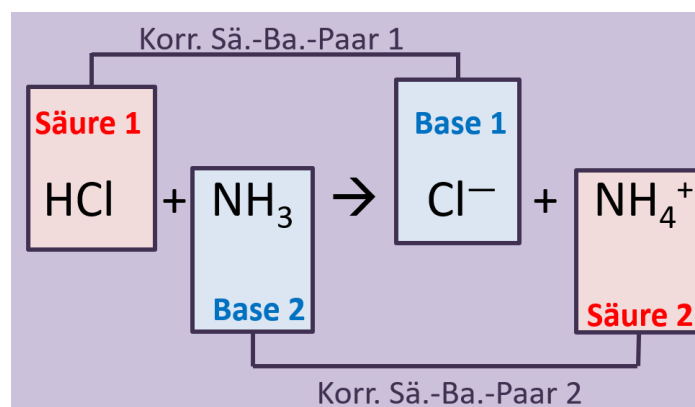 Korr. Sä.-Ba.-Paar 1
Säure 1
Base 1
HCl + NH₃ → Cl⁻ + NH₄⁺
Base 2
Säure 2
Korr. Sä.-Ba.-Paar 2